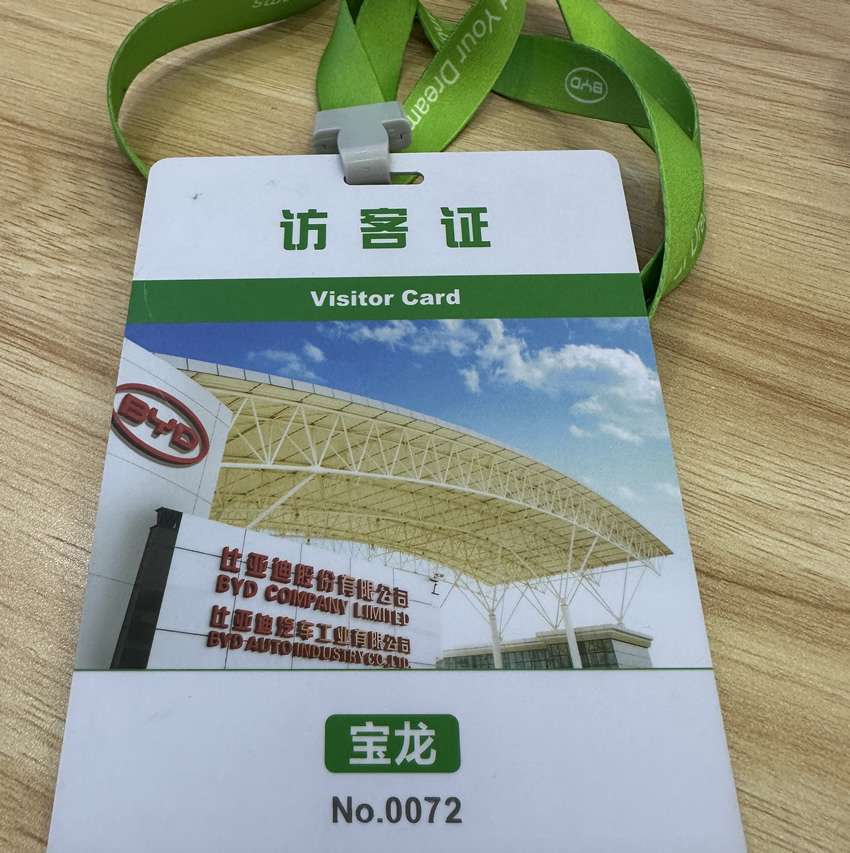 Your Dream
BYD
访客证
Visitor Card
BYD
比亚迪股份有限公司
BYD COMPANY LIMITED
比亚迪汽车工业有限公司
BYD AUTO INDUSTRY CO.,LTD.
宝龙
No.0072